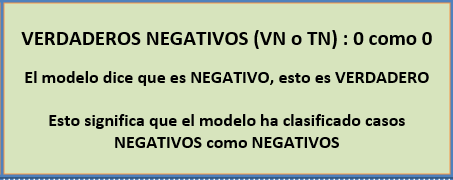 VERDADEROS NEGATIVOS (VN o TN) : 0 como 0
El modelo dice que es NEGATIVO, esto es VERDADERO
Esto significa que el modelo ha clasificado casos
NEGATIVOS como NEGATIVOS